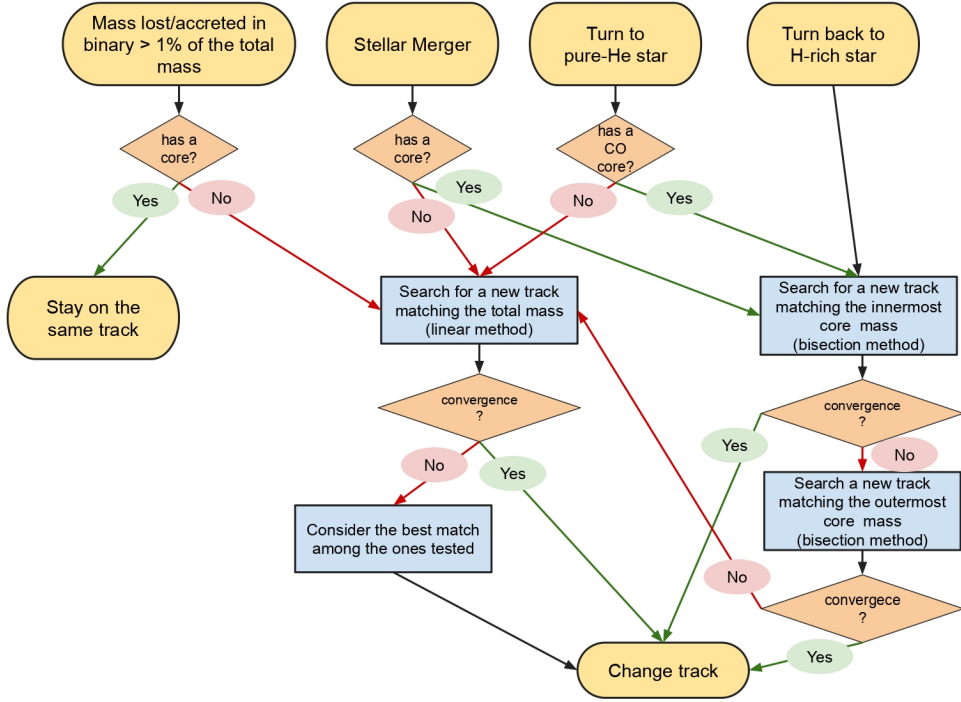 Mass lost/accreted in
binary > 1% of the total
mass
Stellar Merger
Turn to
pure-He star
Turn back to
H-rich star
has a
core?
has a
core?
has a
CO
core?
Yes
No
Yes
No
No
Yes
Stay on the
same track
Search for a new track
matching the total mass
(linear method)
Search for a new track
matching the innermost
core mass
(bisection method)
convergence
?
convergence
?
No
Yes
Yes
No
Search a new track
matching the outermost
core mass
(bisection method)
Consider the best match
among the ones tested
No
convergece
?
Yes
Change track